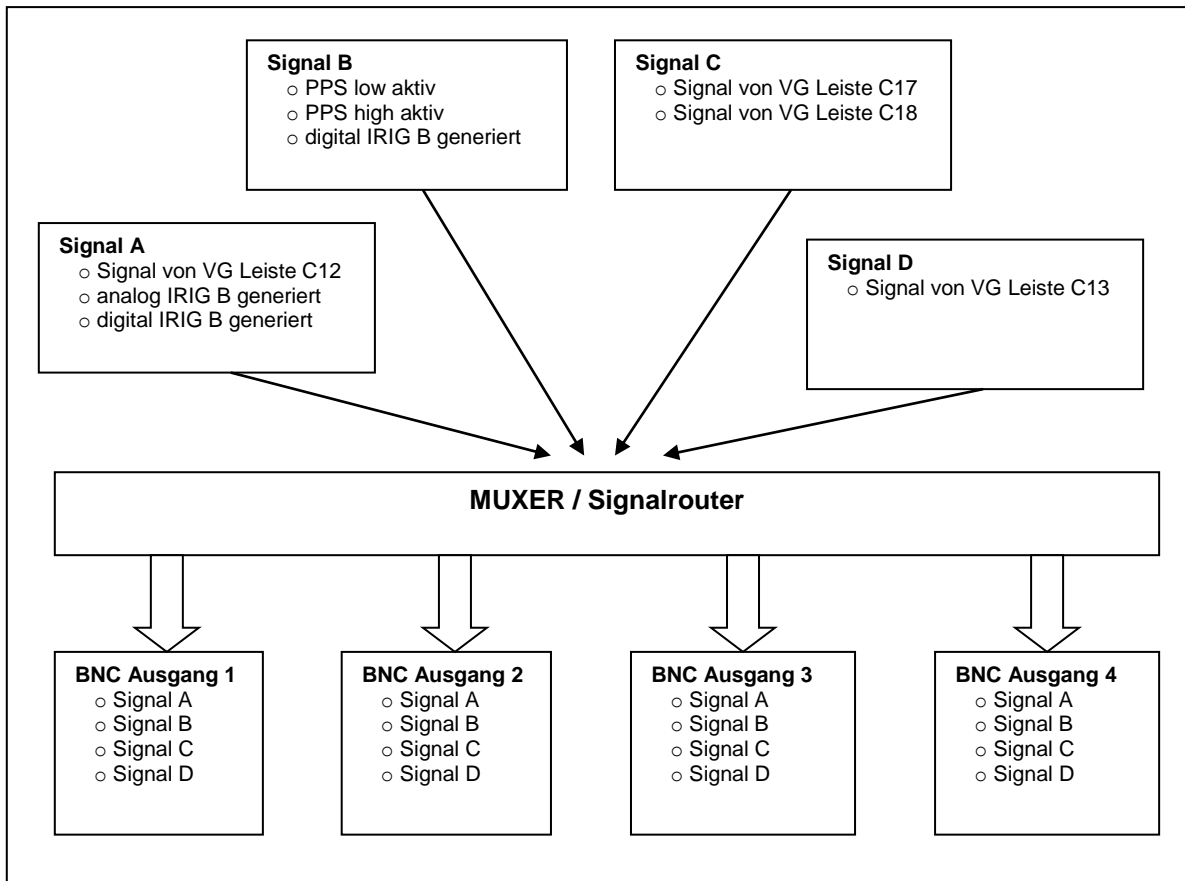 Signal B
o PPS low aktiv
o PPS high aktiv
o digital IRIG B generiert
Signal C
o Signal von VG Leiste C17
o Signal von VG Leiste C18
Signal A
o Signal von VG Leiste C12
o analog IRIG B generiert
o digital IRIG B generiert
Signal D
o Signal von VG Leiste C13
MUXER / Signalrouter
BNC Ausgang 1
o Signal A
o Signal B
o Signal C
o Signal D
BNC Ausgang 2
o Signal A
o Signal B
o Signal C
o Signal D
BNC Ausgang 3
o Signal A
o Signal B
o Signal C
o Signal D
BNC Ausgang 4
o Signal A
o Signal B
o Signal C
o Signal D